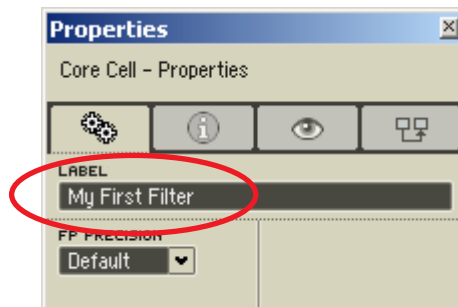 Properties
Core Cell – Properties
LABEL
My First Filter
FP PRECISION
Default